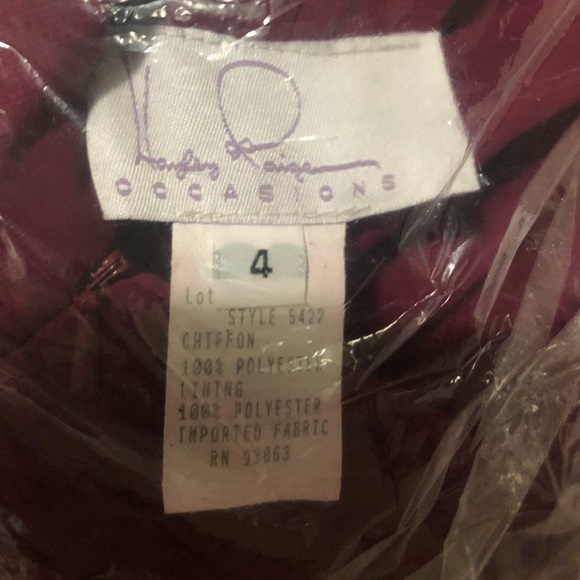 Hayley Paige
OCCASIONS
4
Lot
STYLE 5422
CHIFFON
100% POLYESTER
LINING
100% POLYESTER
IMPORTED FABRIC
RN 93863